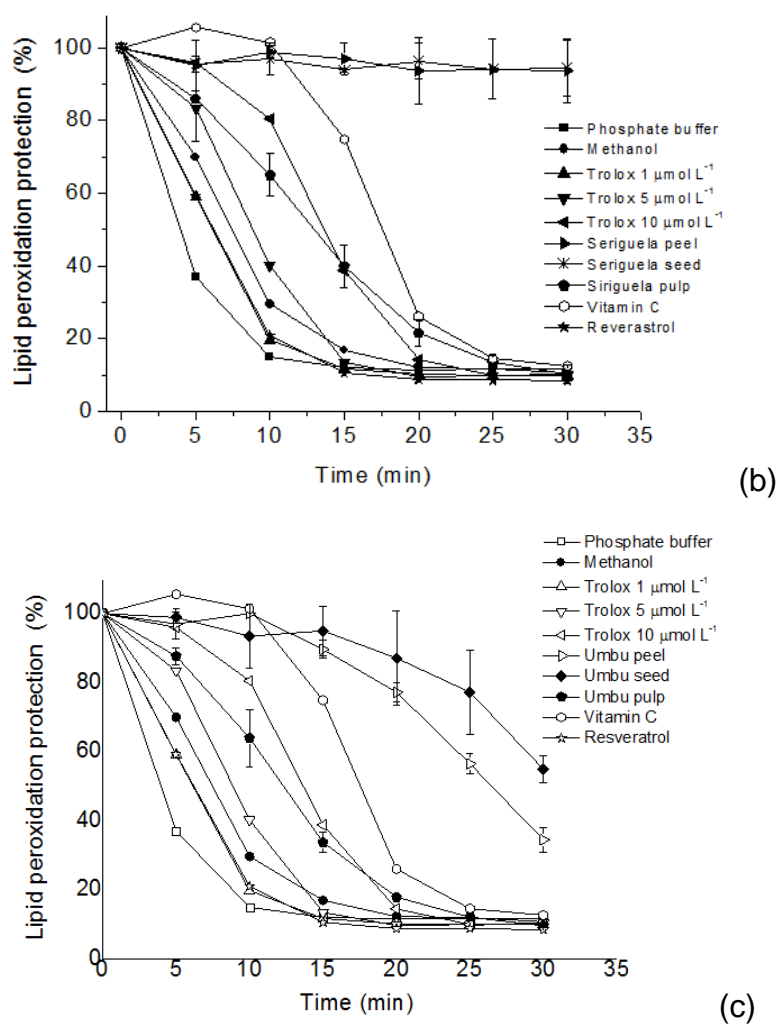 Lipid peroxidation protection (%)
100
80
60
40
20
0
0 5 10 15 20 25 30 35
Time (min)
Phosphate buffer
Methanol
Trolox 1 μmol L⁻¹
Trolox 5 μmol L⁻¹
Trolox 10 μmol L⁻¹
Seriguela peel
Seriguela seed
Siriguela pulp
Vitamin C
Reverastrol
(b)
Lipid peroxidation protection (%)
100
80
60
40
20
0
0 5 10 15 20 25 30 35
Time (min)
Phosphate buffer
Methanol
Trolox 1 μmol L⁻¹
Trolox 5 μmol L⁻¹
Trolox 10 μmol L⁻¹
Umbu peel
Umbu seed
Umbu pulp
Vitamin C
Resveratrol
(c)